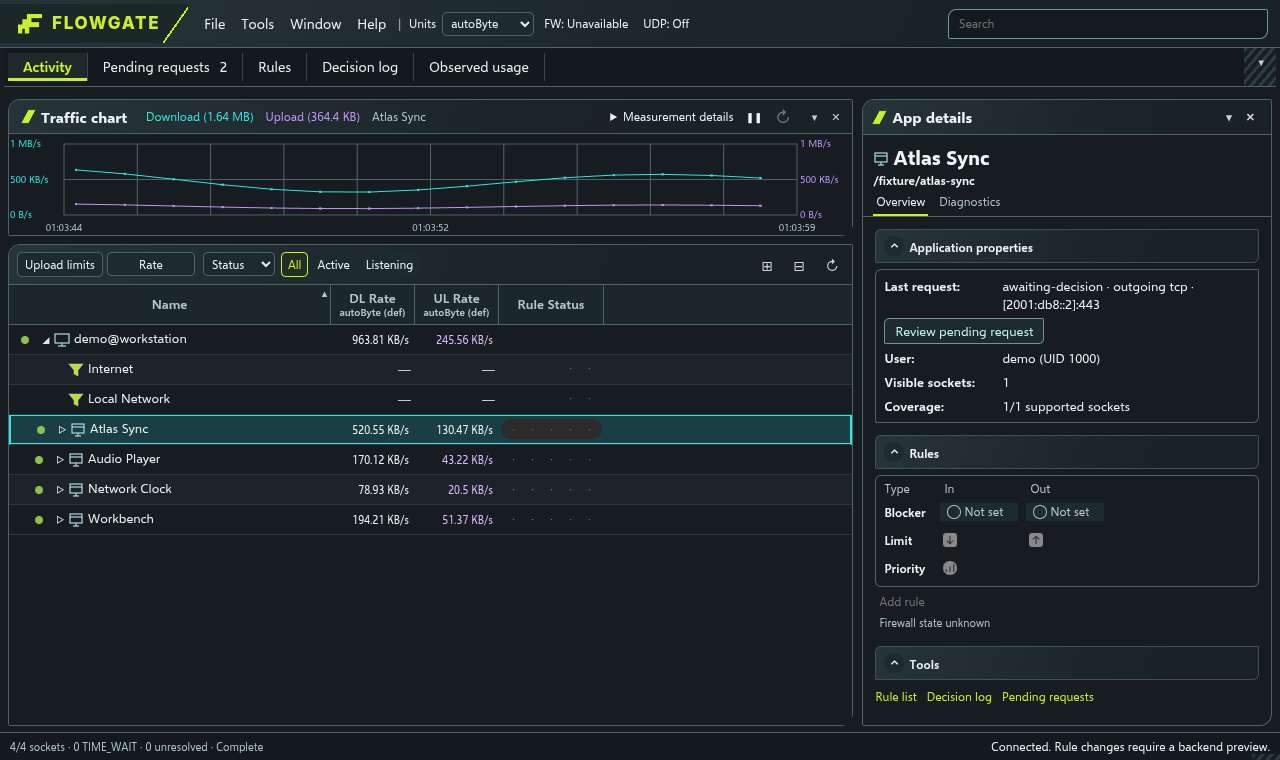 FLOWGATE
File Tools Window Help | Units autoByte FW: Unavailable UDP: Off
Search
Activity Pending requests 2 Rules Decision log Observed usage
Traffic chart Download (1.64 MB) Upload (364.4 KB) Atlas Sync Measurement details
1 MB/s 1 MB/s
500 KB/s 500 KB/s
0 B/s 0 B/s
01:03:44 01:03:52 01:03:59
Upload limits Rate Status All Active Listening
Name DL Rate UL Rate Rule Status
autoByte (def) autoByte (def)
demo@workstation 963.81 KB/s 245.56 KB/s
Internet — —
Local Network — —
Atlas Sync 520.55 KB/s 130.47 KB/s
Audio Player 170.12 KB/s 43.22 KB/s
Network Clock 78.93 KB/s 20.5 KB/s
Workbench 194.21 KB/s 51.37 KB/s
App details
Atlas Sync
/fixture/atlas-sync
Overview Diagnostics
Application properties
Last request: awaiting-decision · outgoing tcp ·
[2001:db8::2]:443
Review pending request
User: demo (UID 1000)
Visible sockets: 1
Coverage: 1/1 supported sockets
Rules
Type In Out
Blocker Not set Not set
Limit
Priority
Add rule
Firewall state unknown
Tools
Rule list Decision log Pending requests
4/4 sockets · 0 TIME_WAIT · 0 unresolved · Complete
Connected. Rule changes require a backend preview.